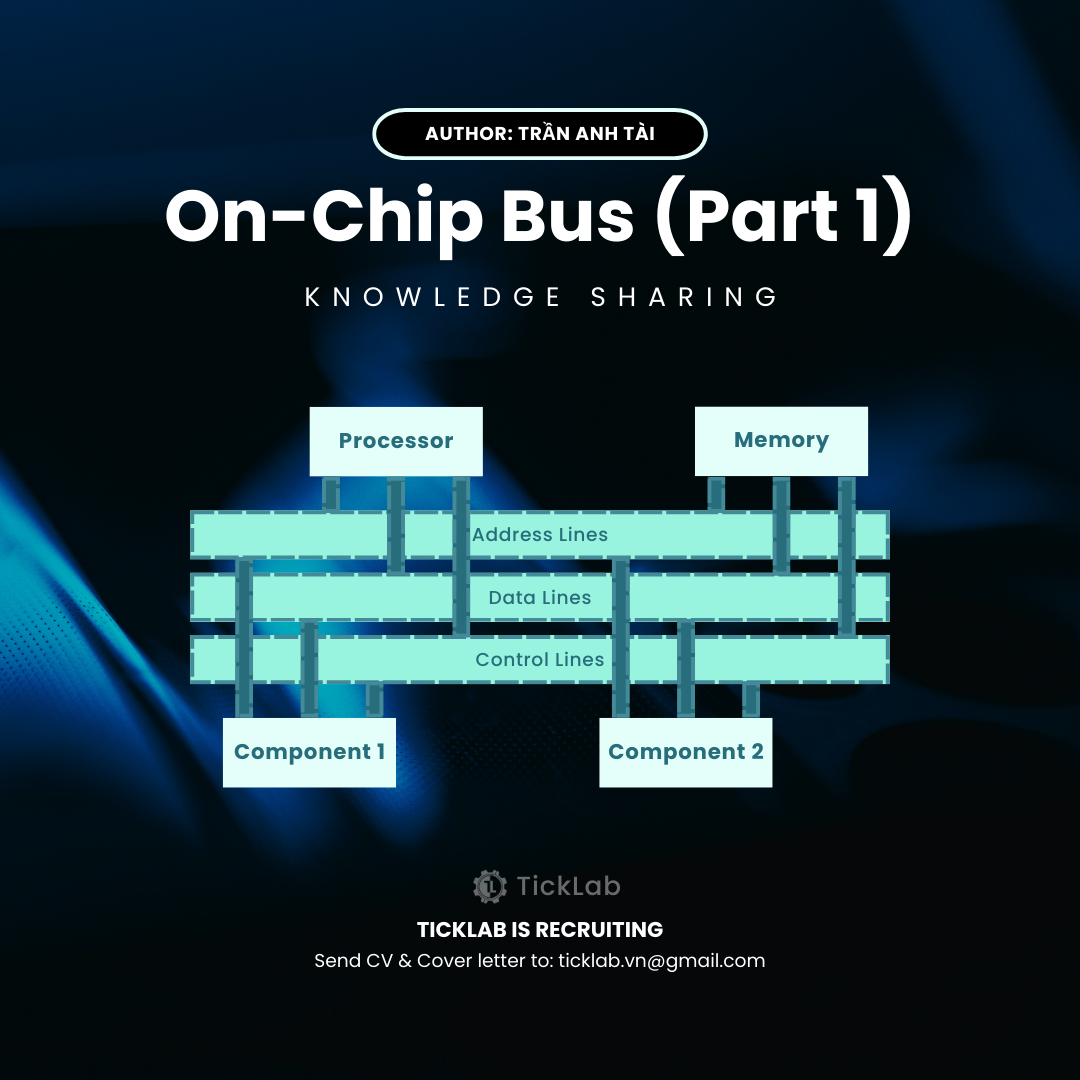 AUTHOR: TRẦN ANH TÀI
On-Chip Bus (Part 1)
KNOWLEDGE SHARING
Processor
Memory
Address Lines
Data Lines
Control Lines
Component 1
Component 2
TickLab
TICKLAB IS RECRUITING
Send CV & Cover letter to: ticklab.vn@gmail.com